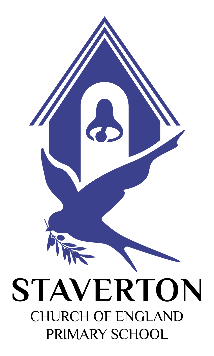 STAVERTON
CHURCH OF ENGLAND
PRIMARY SCHOOL